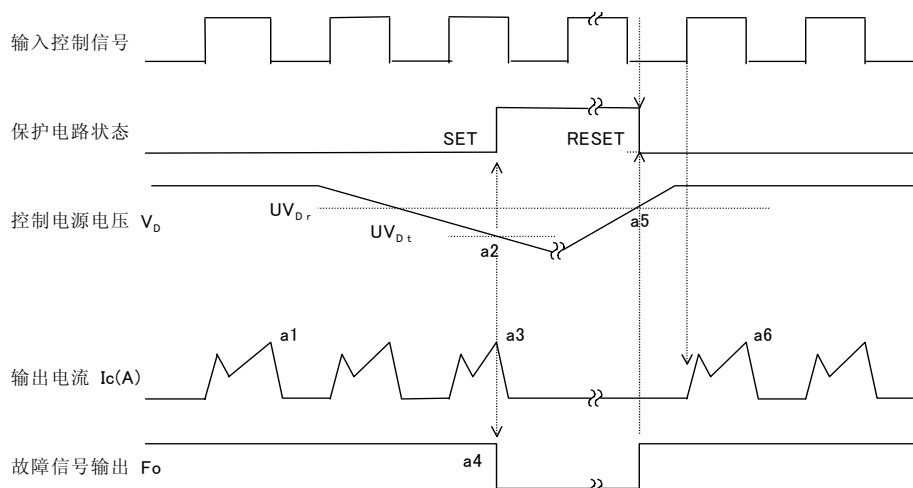 输入控制信号
保护电路状态
SET
RESET
控制电源电压 VD
UVDr
UVDt
a2
a5
输出电流 Ic(A)
a1
a3
a6
故障信号输出 Fo
a4